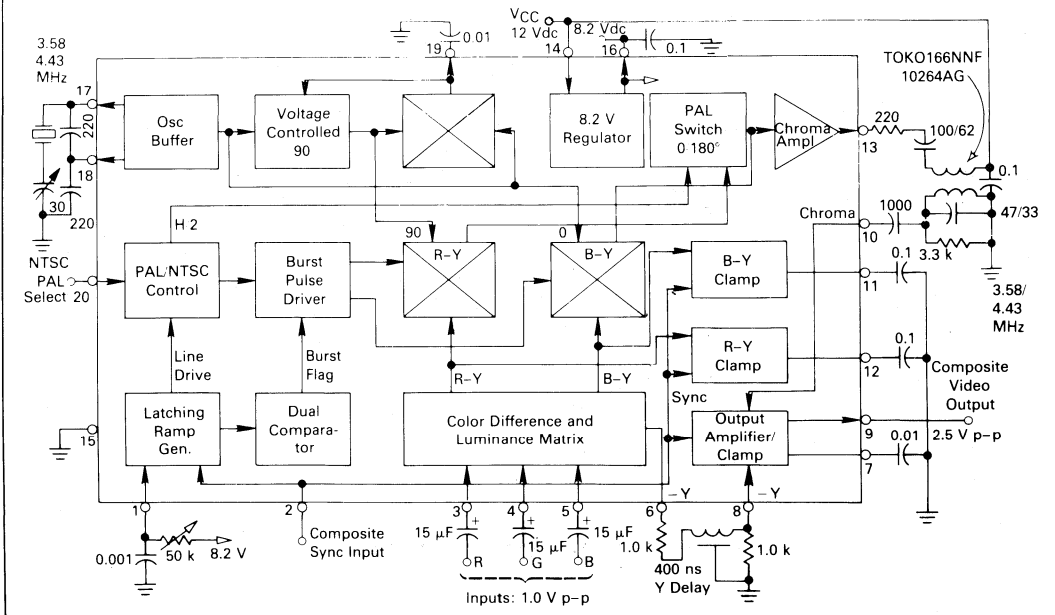 VCC
12 Vdc
8.2 Vdc
0.01
19
14
16
0.1
3.58
4.43
MHz
TOKO166NNF
10264AG
17
220
18
30
220
Osc
Buffer
Voltage
Controlled
90
8.2 V
Regulator
PAL
Switch
0 180°
Chroma
Ampl
13
220
100/62
0.1
47/33
3.3 k
3.58/
4.43
MHz
H 2
90
R–Y
0
B–Y
Chroma
1000
10
NTSC
PAL
Select 20
PAL/NTSC
Control
Burst
Pulse
Driver
B–Y
Clamp
0.1
11
R–Y
Clamp
0.1
12
Line
Drive
Burst
Flag
R–Y
B–Y
Sync
Composite
Video
Output
15
Latching
Ramp
Gen.
Dual
Compara-
tor
Color Difference and
Luminance Matrix
Output
Amplifier/
Clamp
9
2.5 V p–p
0.01
7
1
2
3
4
5
6
–Y
8
–Y
0.001
50 k
8.2 V
Composite
Sync Input
15 µF
+
15 µF
+
15 µF
+
R
G
B
Inputs: 1.0 V p–p
1.0 k
400 ns
Y Delay
1.0 k